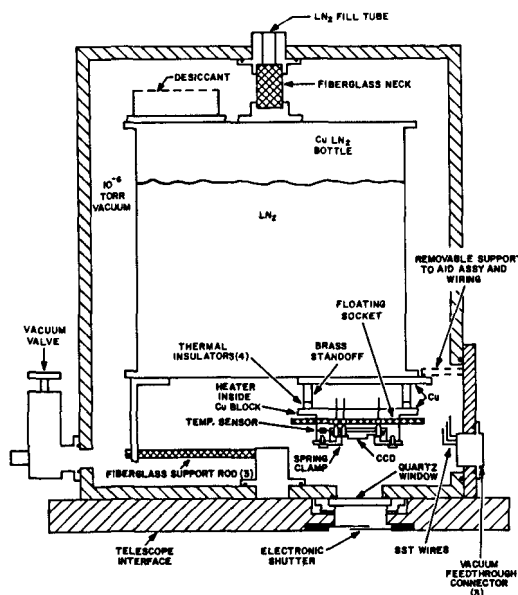 LN₂ FILL TUBE
DESICCANT
FIBERGLASS NECK
Cu LN₂
BOTTLE
10⁻⁶
TORR
VACUUM
LN₂
REMOVABLE SUPPORT
TO AID ASSY AND
WIRING
FLOATING
SOCKET
VACUUM
VALVE
THERMAL
INSULATORS(4)
BRASS
STANDOFF
HEATER
INSIDE
Cu BLOCK
Cu
TEMP. SENSOR
FIBERGLASS SUPPORT ROD (3)
SPRING
CLAMP
CCD
QUARTZ
WINDOW
TELESCOPE
INTERFACE
ELECTRONIC
SHUTTER
SST WIRES
VACUUM
FEEDTHROUGH
CONNECTOR
(3)